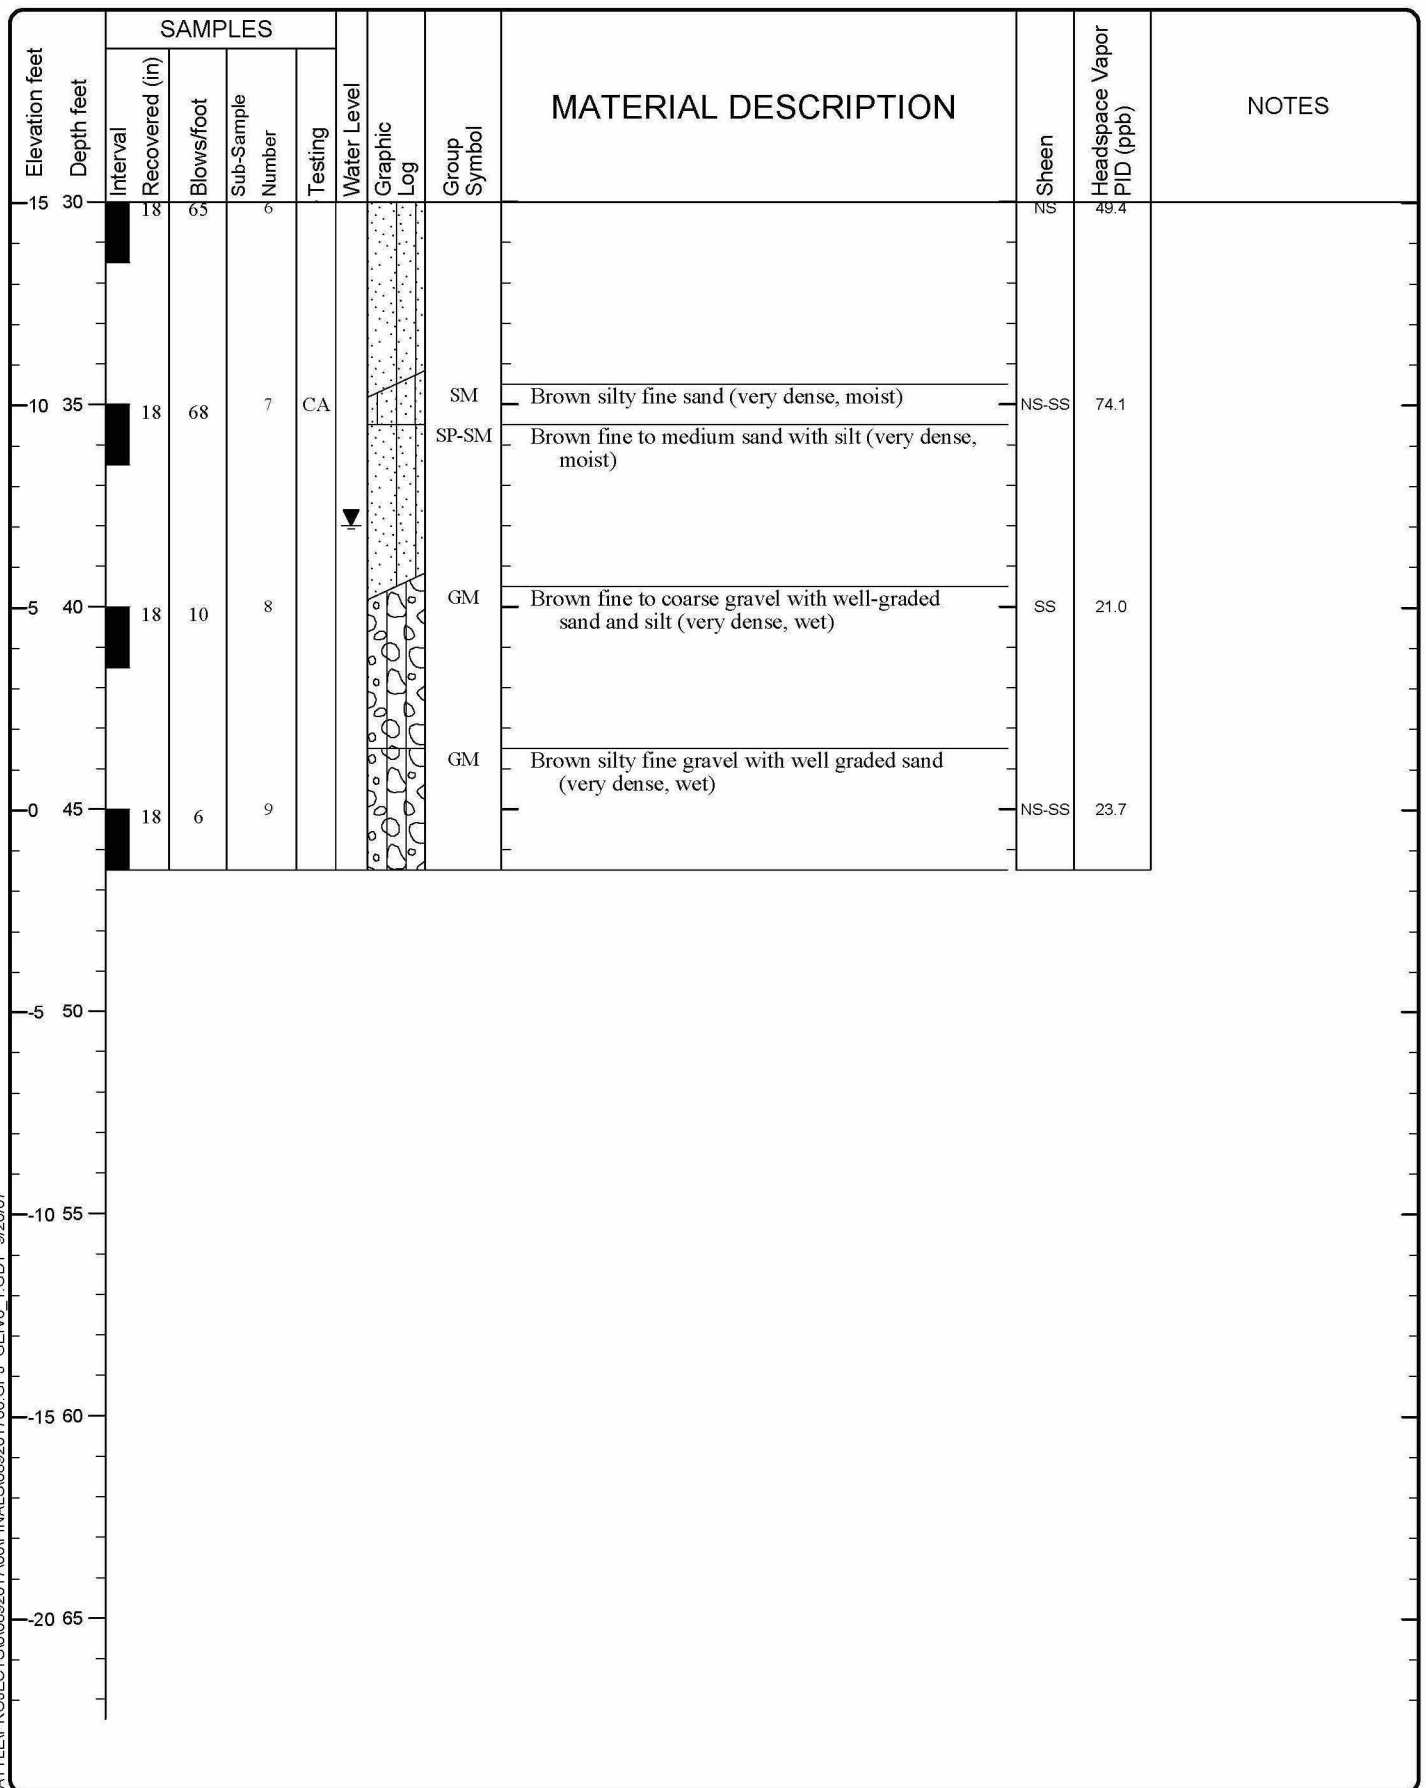 SAMPLES
Elevation feet
Depth feet
Interval
Recovered (in)
Blows/foot
Sub-Sample
Number
Testing
Water Level
Graphic
Log
Group
Symbol
MATERIAL DESCRIPTION
Sheen
Headspace Vapor
PID (ppb)
NOTES
15 30 18 65 6 NS 49.4
SM Brown silty fine sand (very dense, moist)
10 35 18 68 7 CA NS-SS 74.1
SP-SM Brown fine to medium sand with silt (very dense,
moist)
GM Brown fine to coarse gravel with well-graded
5 40 18 10 8 SS 21.0
sand and silt (very dense, wet)
GM Brown silty fine gravel with well graded sand
(very dense, wet)
0 45 18 6 9 NS-SS 23.7
-5 50
-10 55
-15 60
-20 65